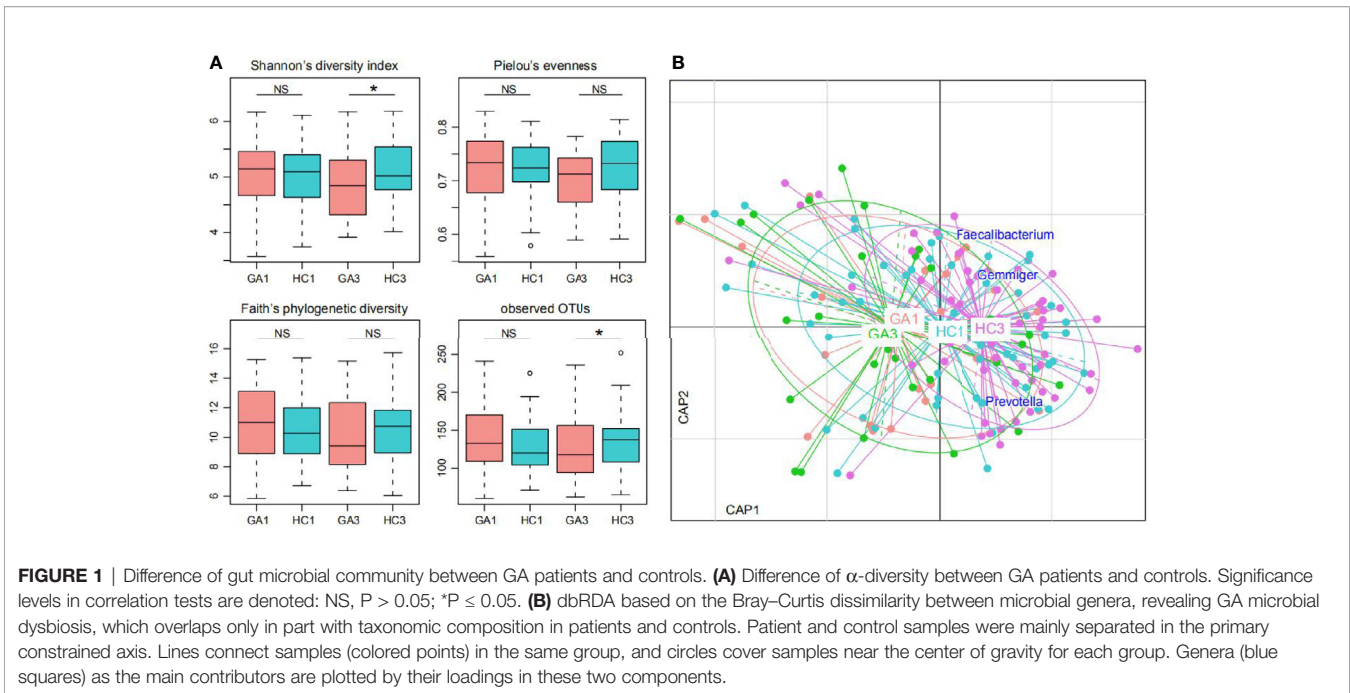 A
Shannon's diversity index
NS
*
6
5
4
GA1 HC1 GA3 HC3
Pielou's evenness
NS
NS
0.8
0.7
0.6
GA1 HC1 GA3 HC3
Faith's phylogenetic diversity
NS
NS
16
14
12
10
8
6
GA1 HC1 GA3 HC3
observed OTUs
NS
*
250
200
150
100
GA1 HC1 GA3 HC3
B
Faecalibacterium
Gemmiger
GA1
GA3
HC1
HC3
Prevotella
CAP2
CAP1
FIGURE 1 | Difference of gut microbial community between GA patients and controls. (A) Difference of α-diversity between GA patients and controls. Significance
levels in correlation tests are denoted: NS, P > 0.05; *P ≤ 0.05. (B) dbRDA based on the Bray–Curtis dissimilarity between microbial genera, revealing GA microbial
dysbiosis, which overlaps only in part with taxonomic composition in patients and controls. Patient and control samples were mainly separated in the primary
constrained axis. Lines connect samples (colored points) in the same group, and circles cover samples near the center of gravity for each group. Genera (blue
squares) as the main contributors are plotted by their loadings in these two components.